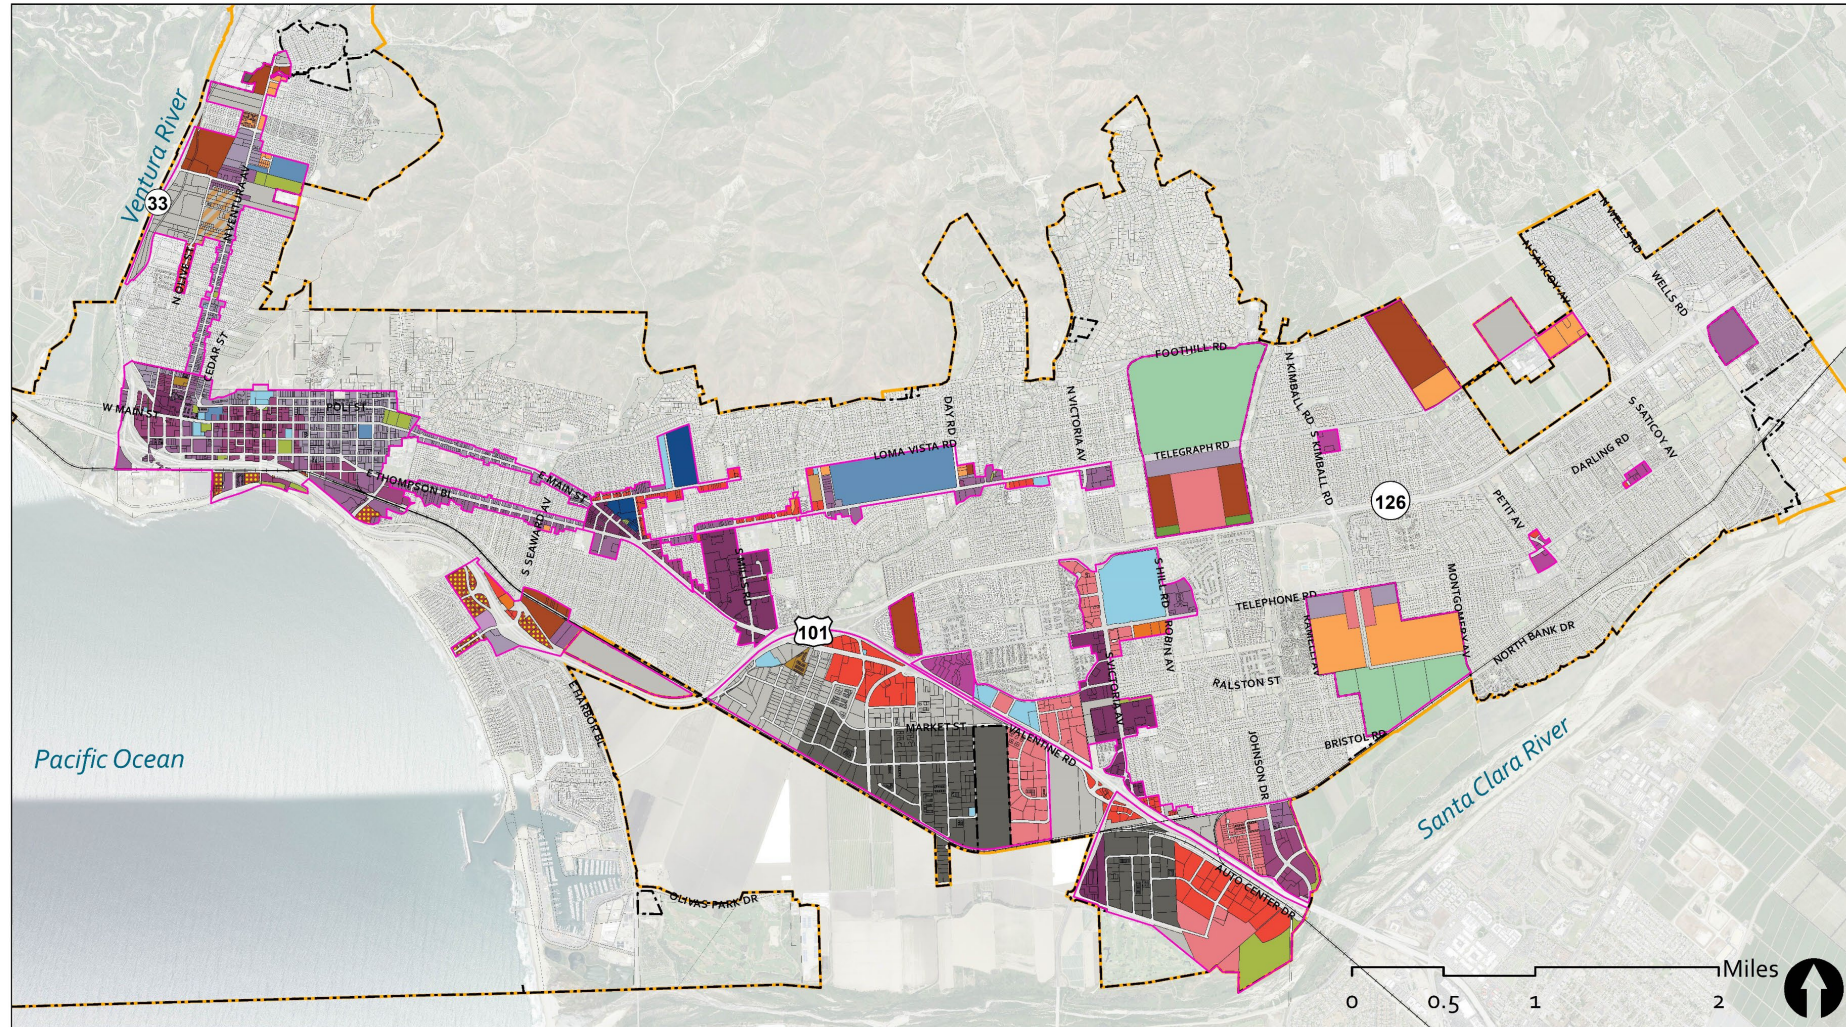 Ventura River
33
N OLIVE ST
N VENTURA AV
CEDAR ST
W MAIN ST
POLI ST
E THOMPSON BL
E MAIN ST
S SEAWARD AV
S MILLS RD
LOMA VISTA RD
DAY RD
N VICTORIA AV
FOOTHILL RD
TELEGRAPH RD
N KIMBALL RD
S KIMBALL RD
126
N SATICOY AV
N WELLS RD
WELLS RD
S SATICOY AV
DARLING RD
PETIT AV
MONTGOMERY AV
NORTH BANK DR
TELEPHONE RD
RAMELLI AV
S HILL RD
ROBIN AV
RALSTON ST
S VICTORIA AV
101
E HARBOR BL
MARKET ST
VALENTINE RD
BRISTOL RD
JOHNSON DR
Santa Clara River
Pacific Ocean
AUTO CENTER DR
OLIVAS PARK DR
Miles
0 0.5 1 2